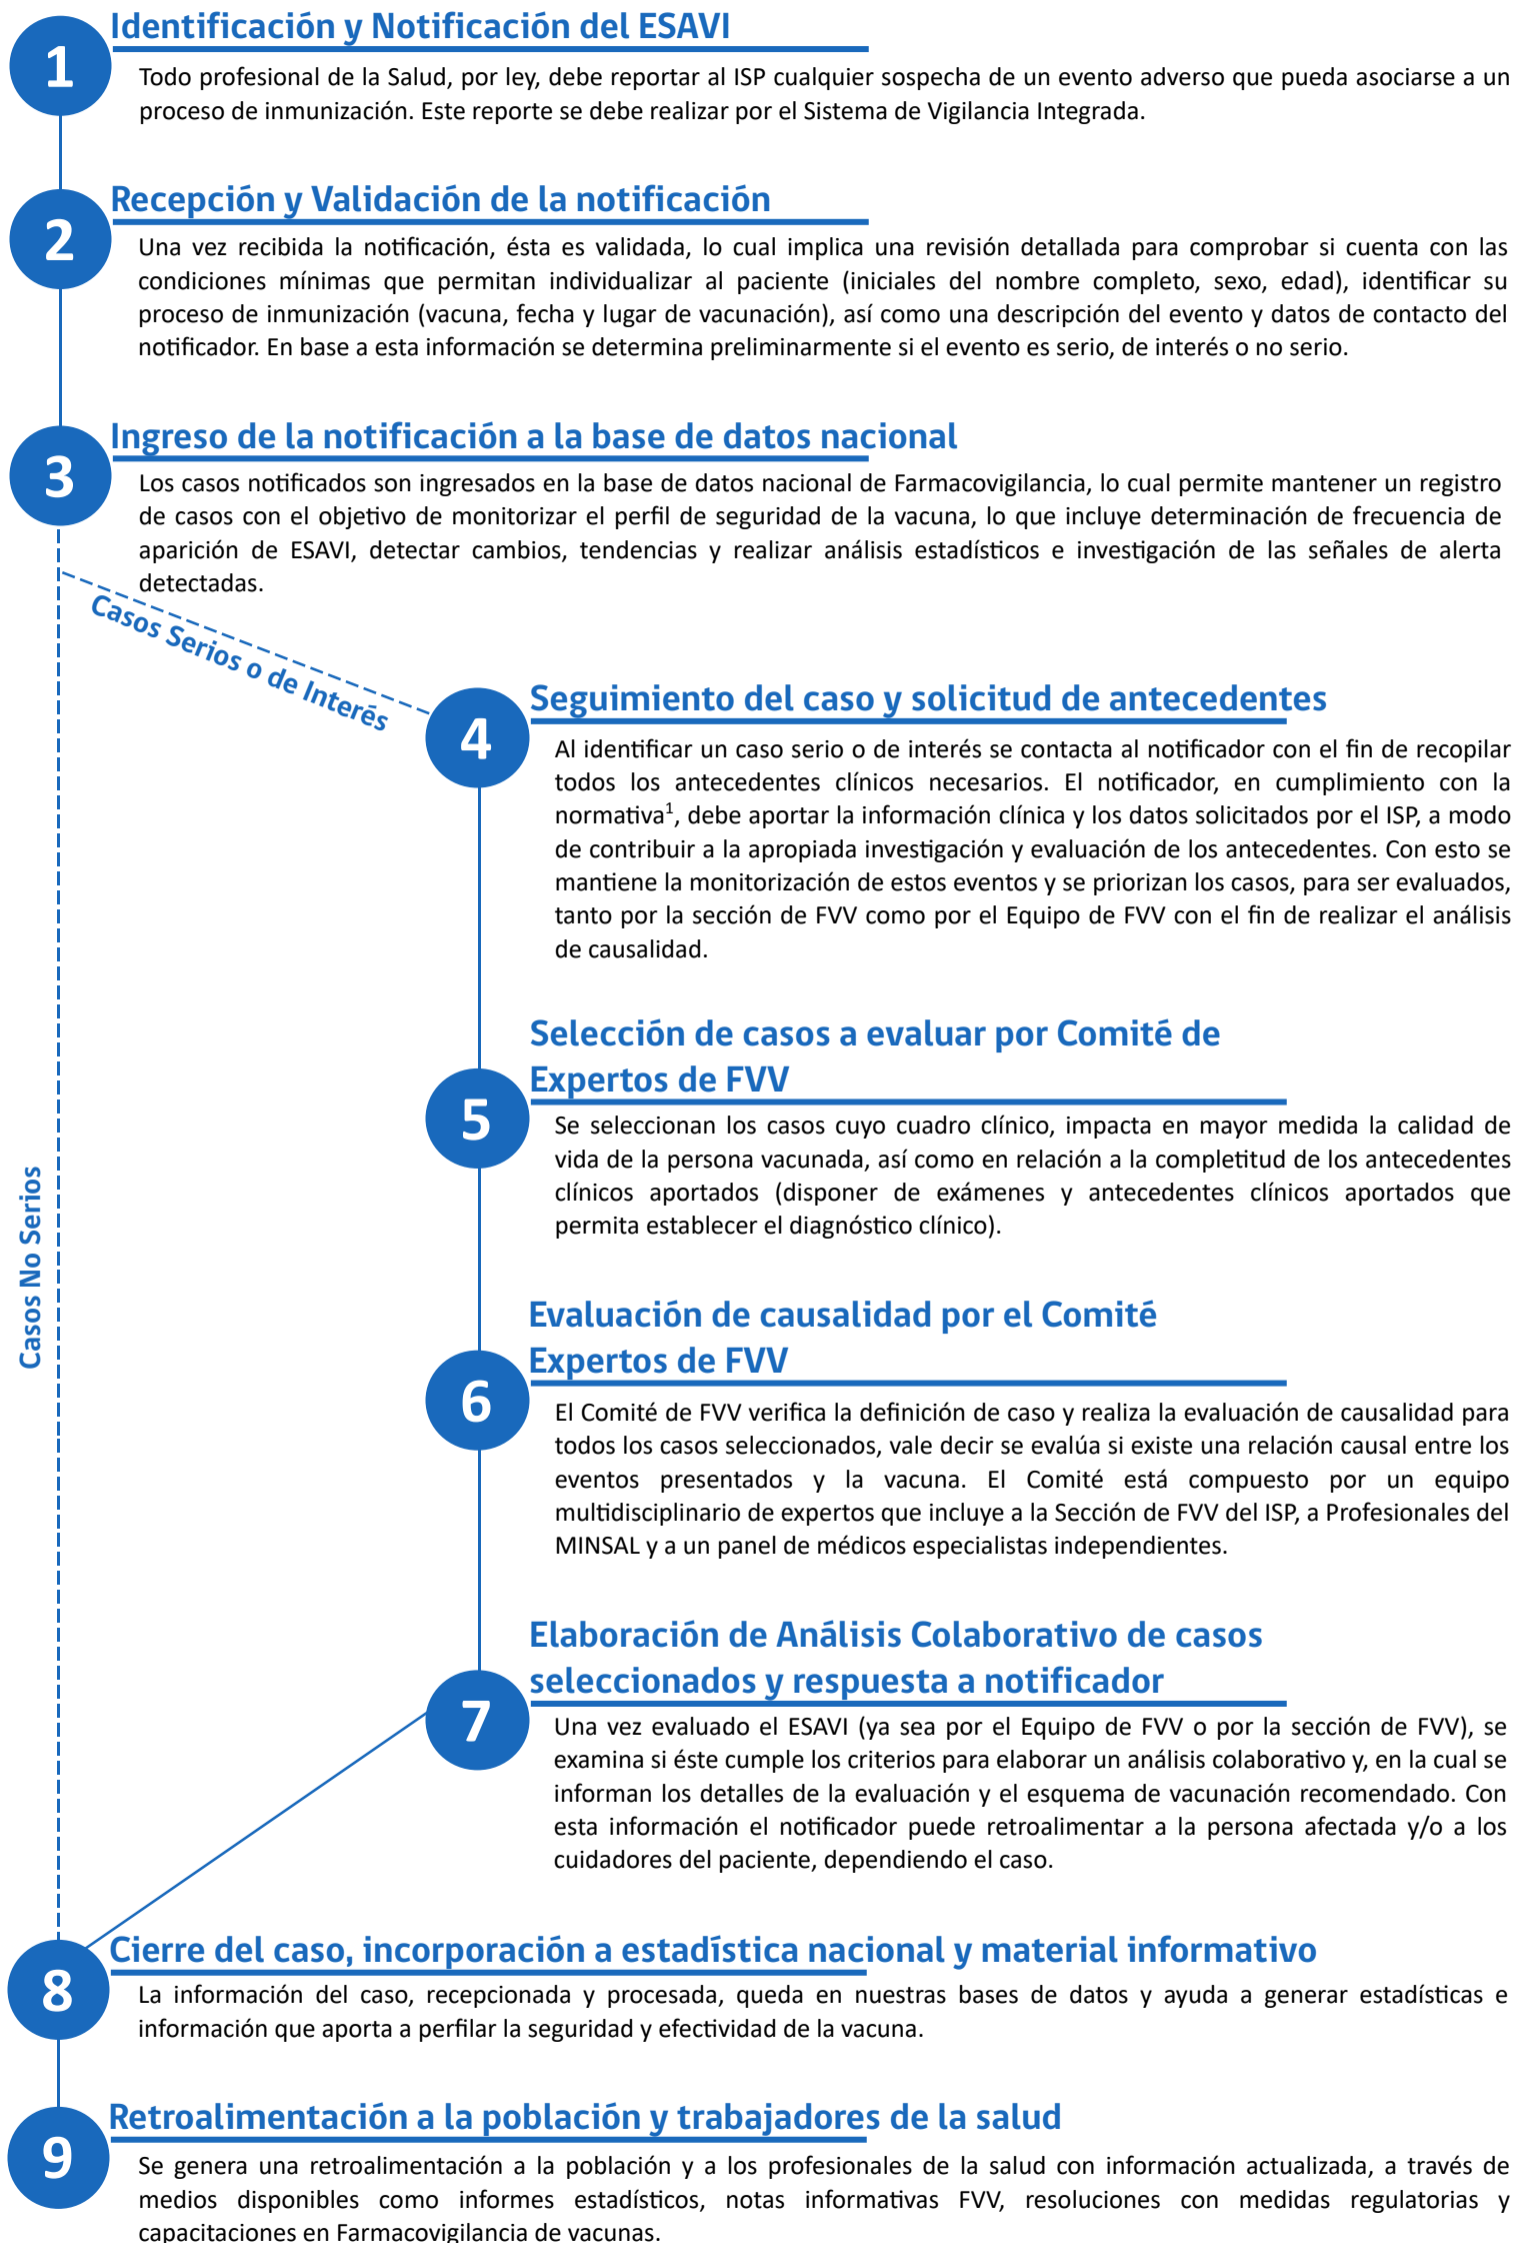 Identificación y Notificación del ESAVI
1
Todo profesional de la Salud, por ley, debe reportar al ISP cualquier sospecha de un evento adverso que pueda asociarse a un
proceso de inmunización. Este reporte se debe realizar por el Sistema de Vigilancia Integrada.
Recepción y Validación de la notificación
2
Una vez recibida la notificación, ésta es validada, lo cual implica una revisión detallada para comprobar si cuenta con las
condiciones mínimas que permitan individualizar al paciente (iniciales del nombre completo, sexo, edad), identificar su
proceso de inmunización (vacuna, fecha y lugar de vacunación), así como una descripción del evento y datos de contacto del
notificador. En base a esta información se determina preliminarmente si el evento es serio, de interés o no serio.
Ingreso de la notificación a la base de datos nacional
3
Los casos notificados son ingresados en la base de datos nacional de Farmacovigilancia, lo cual permite mantener un registro
de casos con el objetivo de monitorizar el perfil de seguridad de la vacuna, lo que incluye determinación de frecuencia de
aparición de ESAVI, detectar cambios, tendencias y realizar análisis estadísticos e investigación de las señales de alerta
detectadas.
Casos Serios o de Interés
Seguimiento del caso y solicitud de antecedentes
4
Al identificar un caso serio o de interés se contacta al notificador con el fin de recopilar
todos los antecedentes clínicos necesarios. El notificador, en cumplimiento con la
normativa¹, debe aportar la información clínica y los datos solicitados por el ISP, a modo
de contribuir a la apropiada investigación y evaluación de los antecedentes. Con esto se
mantiene la monitorización de estos eventos y se priorizan los casos, para ser evaluados,
tanto por la sección de FVV como por el Equipo de FVV con el fin de realizar el análisis
de causalidad.
Selección de casos a evaluar por Comité de
Expertos de FVV
5
Se seleccionan los casos cuyo cuadro clínico, impacta en mayor medida la calidad de
vida de la persona vacunada, así como en relación a la completitud de los antecedentes
clínicos aportados (disponer de exámenes y antecedentes clínicos aportados que
permita establecer el diagnóstico clínico).
Casos No Serios
Evaluación de causalidad por el Comité
Expertos de FVV
6
El Comité de FVV verifica la definición de caso y realiza la evaluación de causalidad para
todos los casos seleccionados, vale decir se evalúa si existe una relación causal entre los
eventos presentados y la vacuna. El Comité está compuesto por un equipo
multidisciplinario de expertos que incluye a la Sección de FVV del ISP, a Profesionales del
MINSAL y a un panel de médicos especialistas independientes.
Elaboración de Análisis Colaborativo de casos
seleccionados y respuesta a notificador
7
Una vez evaluado el ESAVI (ya sea por el Equipo de FVV o por la sección de FVV), se
examina si éste cumple los criterios para elaborar un análisis colaborativo y, en la cual se
informan los detalles de la evaluación y el esquema de vacunación recomendado. Con
esta información el notificador puede retroalimentar a la persona afectada y/o a los
cuidadores del paciente, dependiendo el caso.
Cierre del caso, incorporación a estadística nacional y material informativo
8
La información del caso, recepcionada y procesada, queda en nuestras bases de datos y ayuda a generar estadísticas e
información que aporta a perfilar la seguridad y efectividad de la vacuna.
Retroalimentación a la población y trabajadores de la salud
9
Se genera una retroalimentación a la población y a los profesionales de la salud con información actualizada, a través de
medios disponibles como informes estadísticos, notas informativas FVV, resoluciones con medidas regulatorias y
capacitaciones en Farmacovigilancia de vacunas.